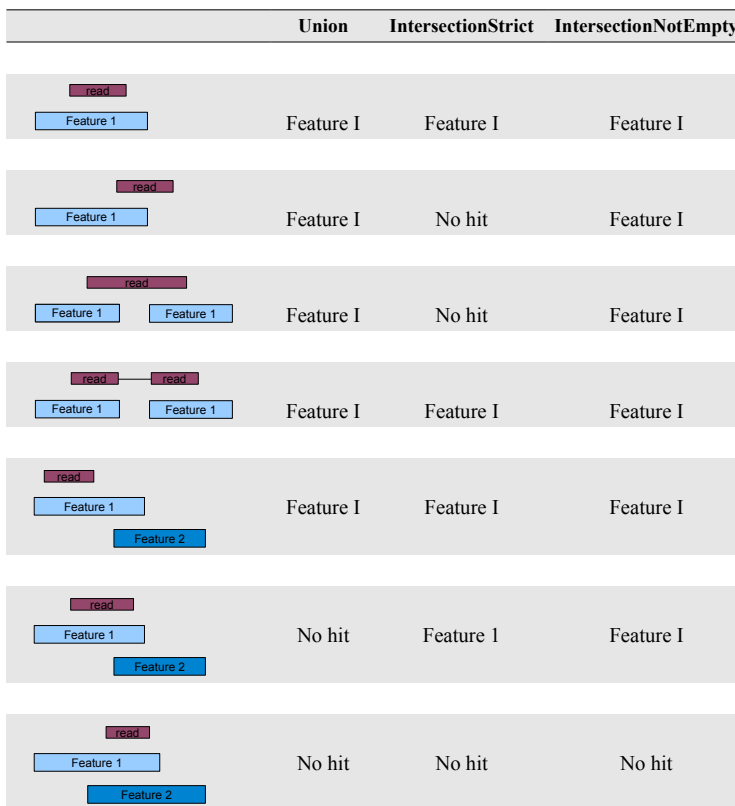 Union IntersectionStrict IntersectionNotEmpty
read
Feature 1
Feature I Feature I Feature I
read
Feature 1
Feature I No hit Feature I
read
Feature 1 Feature 1
Feature I No hit Feature I
read read
Feature 1 Feature 1
Feature I Feature I Feature I
read
Feature 1
Feature I Feature I Feature I
Feature 2
read
Feature 1
No hit Feature 1 Feature I
Feature 2
read
Feature 1
No hit No hit No hit
Feature 2